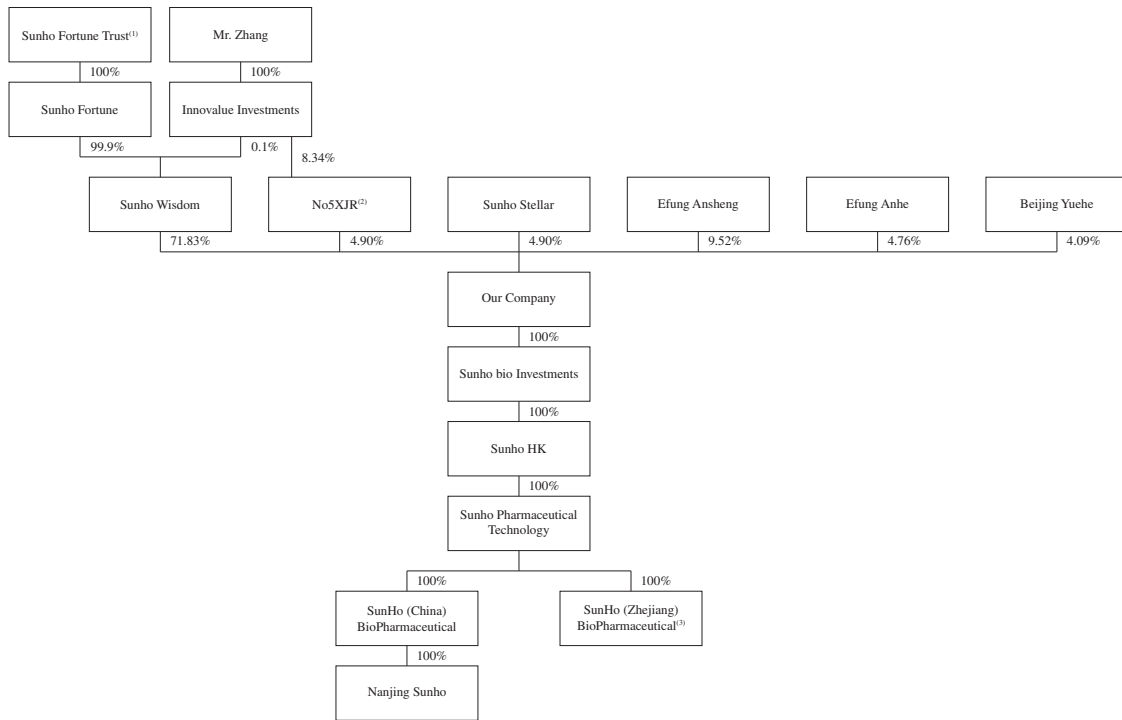 Sunho Fortune Trust(1)
Mr. Zhang
100%
100%
Sunho Fortune
Innovalue Investments
99.9%
0.1%
8.34%
Sunho Wisdom
No5XJR(2)
Sunho Stellar
Efung Ansheng
Efung Anhe
Beijing Yuehe
71.83%
4.90%
4.90%
9.52%
4.76%
4.09%
Our Company
100%
Sunho bio Investments
100%
Sunho HK
100%
Sunho Pharmaceutical
Technology
100%
100%
SunHo (China)
BioPharmaceutical
SunHo (Zhejiang)
BioPharmaceutical(3)
100%
Nanjing Sunho